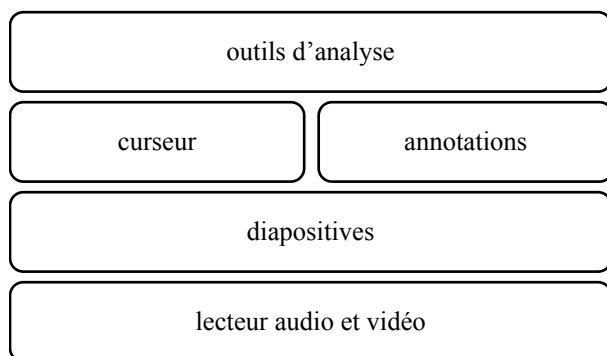 outils d’analyse
curseur
annotations
diapositives
lecteur audio et vidéo